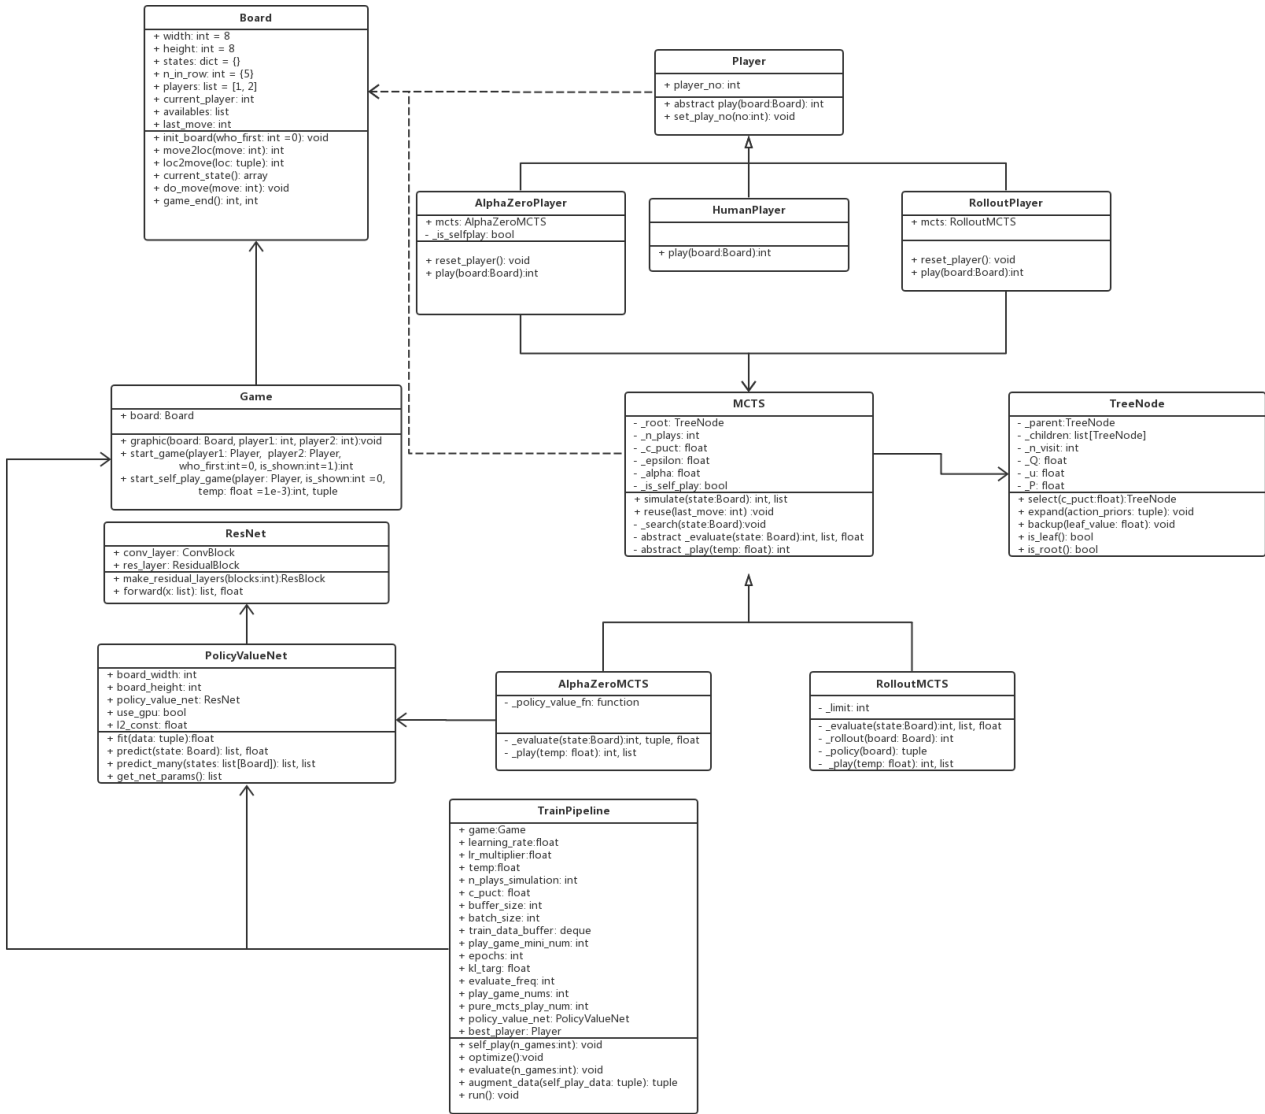 Board
+ width: int = 8
+ height: int = 8
+ states: dict = {}
+ n_in_row: int = {5}
+ players: list = [1, 2]
+ current_player: int
+ availables: list
+ last_move: int
+ init_board(who_first: int =0): void
+ move2loc(move: int): int
+ loc2move(loc: tuple): int
+ current_state(): array
+ do_move(move: int): void
+ game_end(): int, int
Player
+ player_no: int
+ abstract play(board:Board): int
+ set_play_no(no:int): void
AlphaZeroPlayer
+ mcts: AlphaZeroMCTS
- _is_selfplay: bool
+ reset_player(): void
+ play(board:Board):int
HumanPlayer
+ play(board:Board):int
RolloutPlayer
+ mcts: RolloutMCTS
+ reset_player(): void
+ play(board:Board):int
Game
+ board: Board
+ graphic(board: Board, player1: int, player2: int):void
+ start_game(player1: Player, player2: Player,
who_first:int=0, is_shown:int=1):int
+ start_self_play_game(player: Player, is_shown:int =0,
temp: float =1e-3):int, tuple
MCTS
- _root: TreeNode
- _n_plays: int
- _c_puct: float
- _epsilon: float
- _alpha: float
- _is_self_play: bool
+ simulate(state:Board): int, list
+ reuse(last_move: int) :void
- _search(state:Board):void
- abstract _evaluate(state: Board):int, list, float
- abstract _play(temp: float): int
TreeNode
- _parent:TreeNode
- _children: list[TreeNode]
- _n_visit: int
- _Q: float
- _u: float
- _P: float
+ select(c_puct:float):TreeNode
+ expand(action_priors: tuple): void
+ backup(leaf_value: float): void
+ is_leaf(): bool
+ is_root(): bool
ResNet
+ conv_layer: ConvBlock
+ res_layer: ResidualBlock
+ make_residual_layers(blocks:int):ResBlock
+ forward(x: list): list, float
PolicyValueNet
+ board_width: int
+ board_height: int
+ policy_value_net: ResNet
+ use_gpu: bool
+ l2_const: float
+ fit(data: tuple):float
+ predict(state: Board): list, float
+ predict_many(states: list[Board]): list, list
+ get_net_params(): list
AlphaZeroMCTS
- _policy_value_fn: function
- _evaluate(state:Board):int, tuple, float
- _play(temp: float): int, list
RolloutMCTS
- _limit: int
- _evaluate(state:Board):int, list, float
- _rollout(board: Board): int
- _policy(board): tuple
- _play(temp: float): int, list
TrainPipeline
+ game:Game
+ learning_rate:float
+ lr_multiplier:float
+ temp:float
+ n_plays_simulation: int
+ c_puct: float
+ buffer_size: int
+ batch_size: int
+ train_data_buffer: deque
+ play_game_mini_num: int
+ epochs: int
+ kl_targ: float
+ evaluate_freq: int
+ play_game_nums: int
+ pure_mcts_play_num: int
+ policy_value_net: PolicyValueNet
+ best_player: Player
+ self_play(n_games:int): void
+ optimize():void
+ evaluate(n_games:int): void
+ augment_data(self_play_data: tuple): tuple
+ run(): void